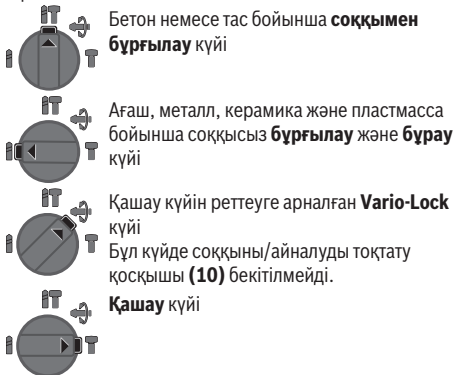 Бетон немесе тас бойынша соққымен
бұрғылау күйі
Ағаш, металл, керамика және пластмасса
бойынша соққысыз бұрғылау және бұрау
күйі
Қашау күйін реттеуге арналған Vario-Lock
күйі
Бұл күйде соққыны/айналуды тоқтату
қосқышы (10) бекітілмейді.
Қашау күйі